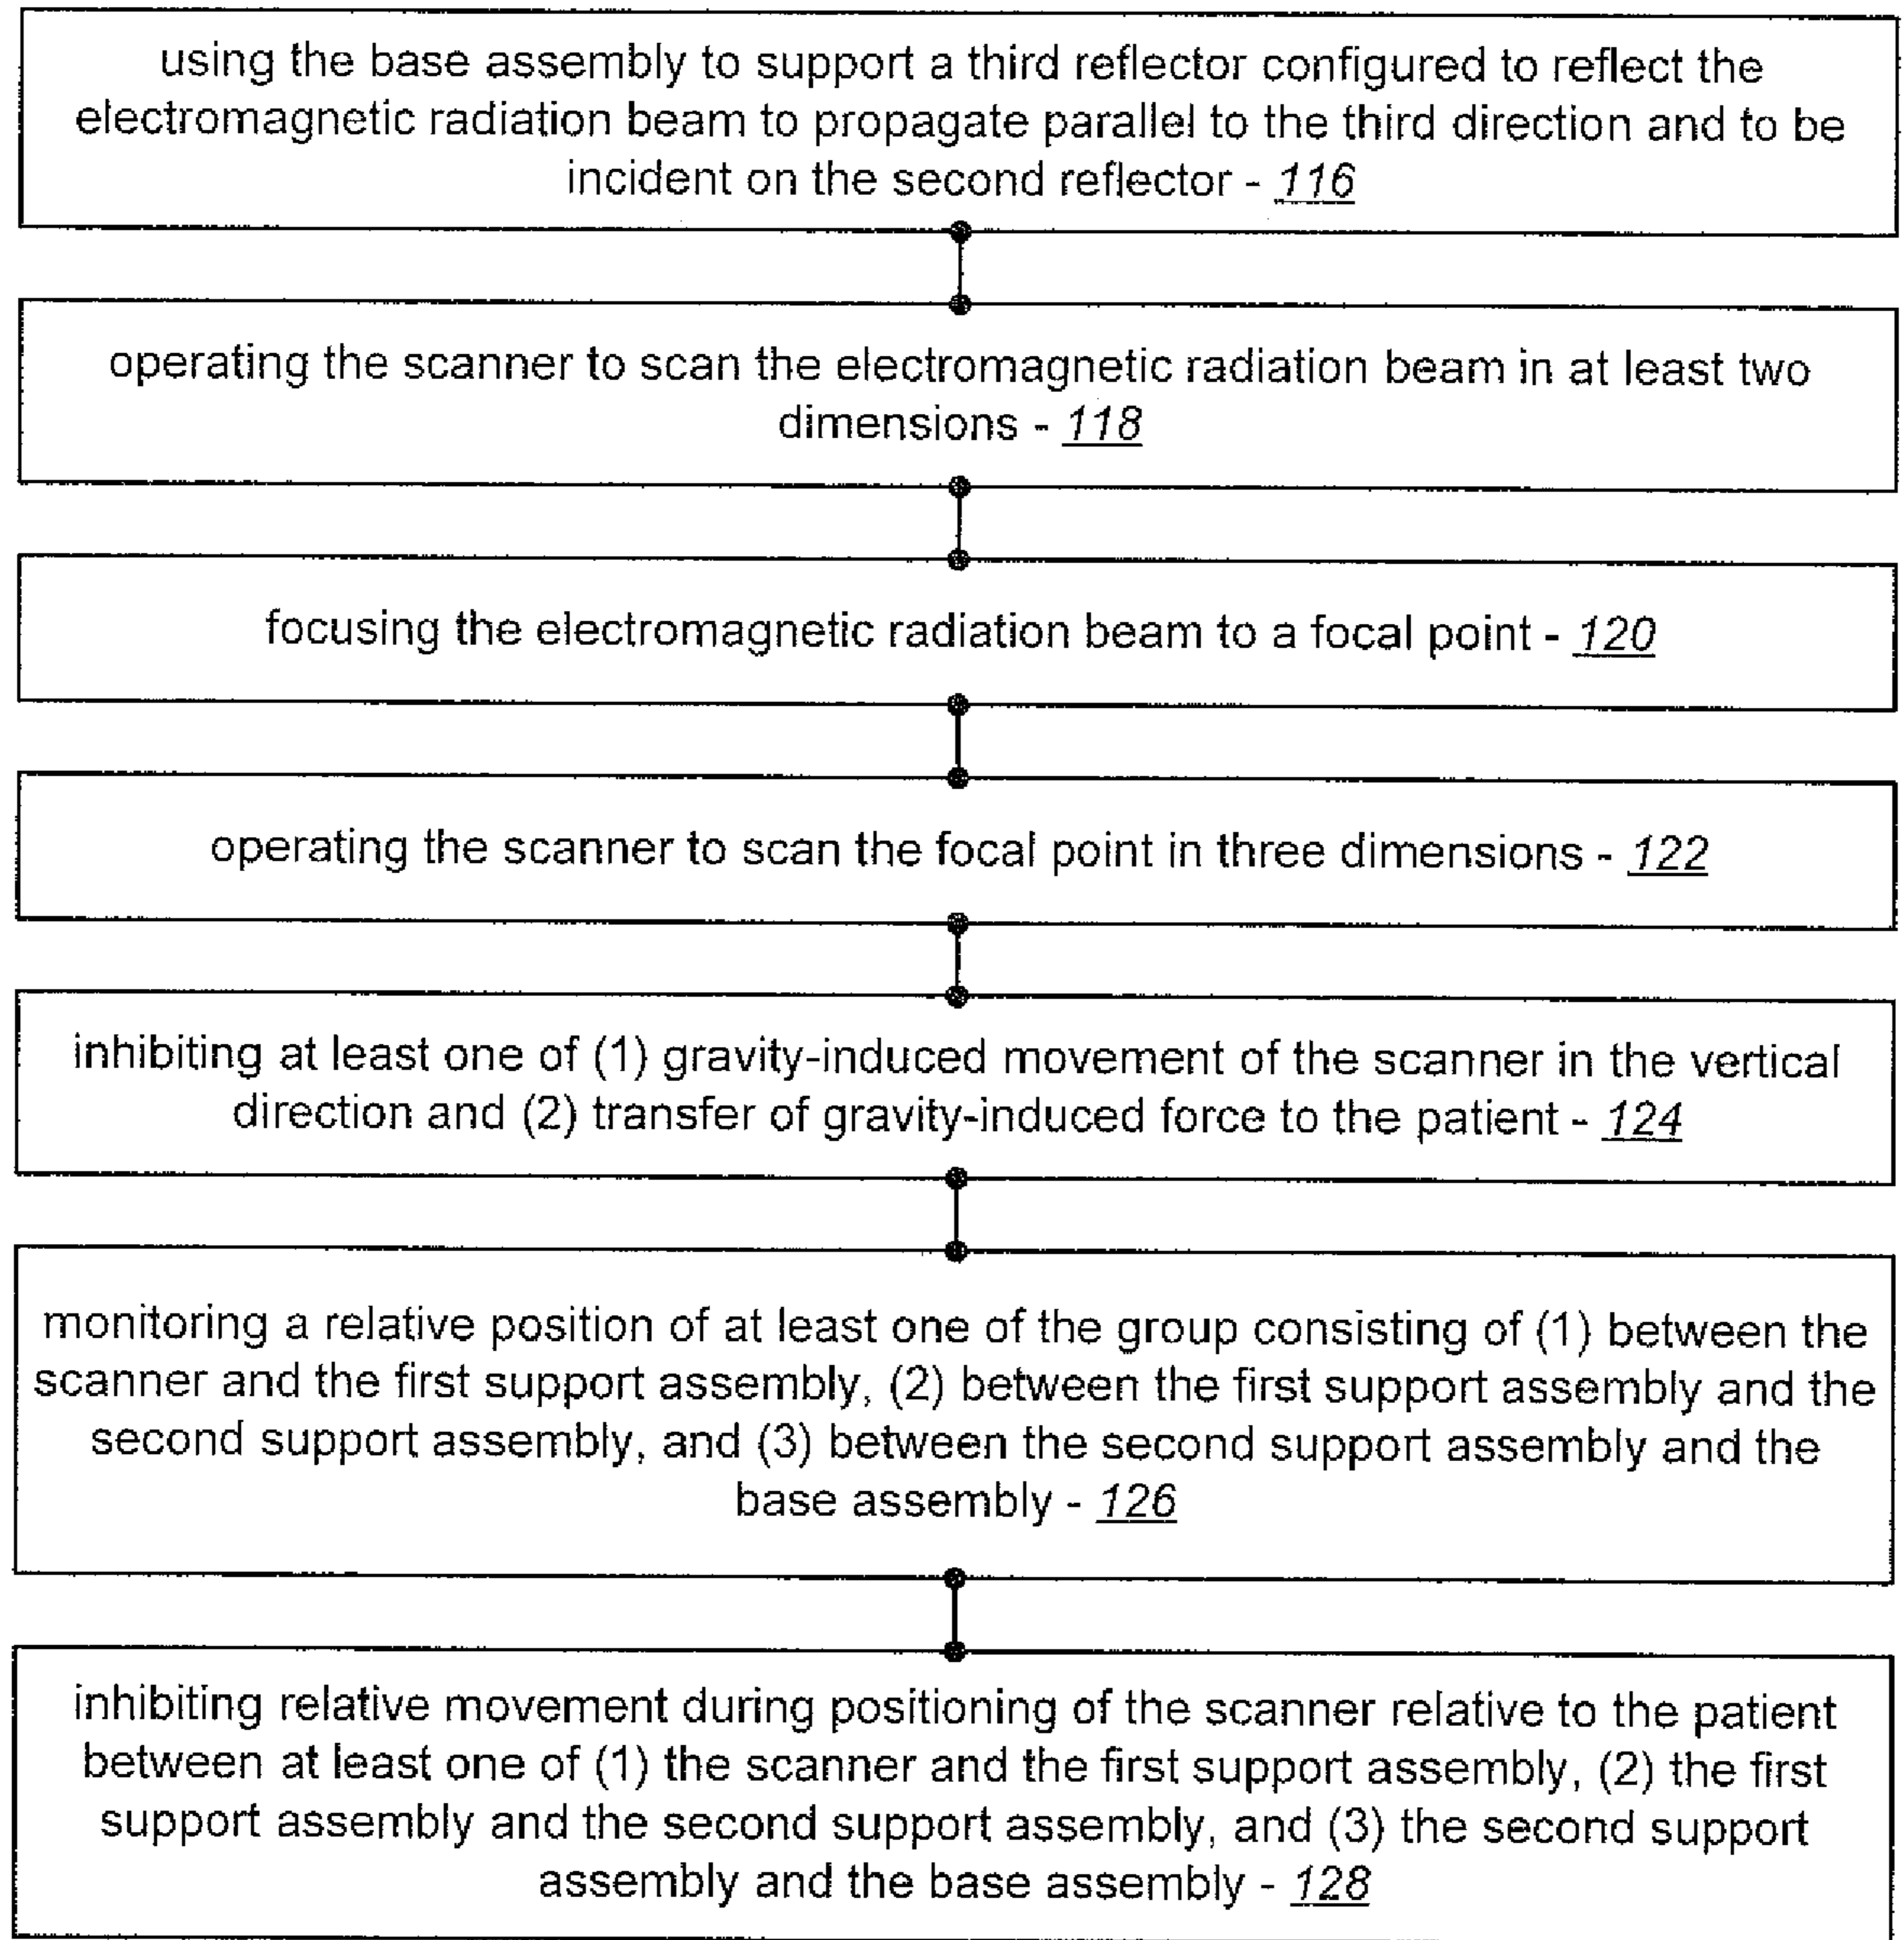 using the base assembly to support a third reflector configured to reflect the
electromagnetic radiation beam to propagate parallel to the third direction and to be
incident on the second reflector - 116
operating the scanner to scan the electromagnetic radiation beam in at least two
dimensions - 118
focusing the electromagnetic radiation beam to a focal point - 120
operating the scanner to scan the focal point in three dimensions - 122
inhibiting at least one of (1) gravity-induced movement of the scanner in the vertical
direction and (2) transfer of gravity-induced force to the patient - 124
monitoring a relative position of at least one of the group consisting of (1) between the
scanner and the first support assembly, (2) between the first support assembly and the
second support assembly, and (3) between the second support assembly and the
base assembly - 126
inhibiting relative movement during positioning of the scanner relative to the patient
between at least one of (1) the scanner and the first support assembly, (2) the first
support assembly and the second support assembly, and (3) the second support
assembly and the base assembly - 128